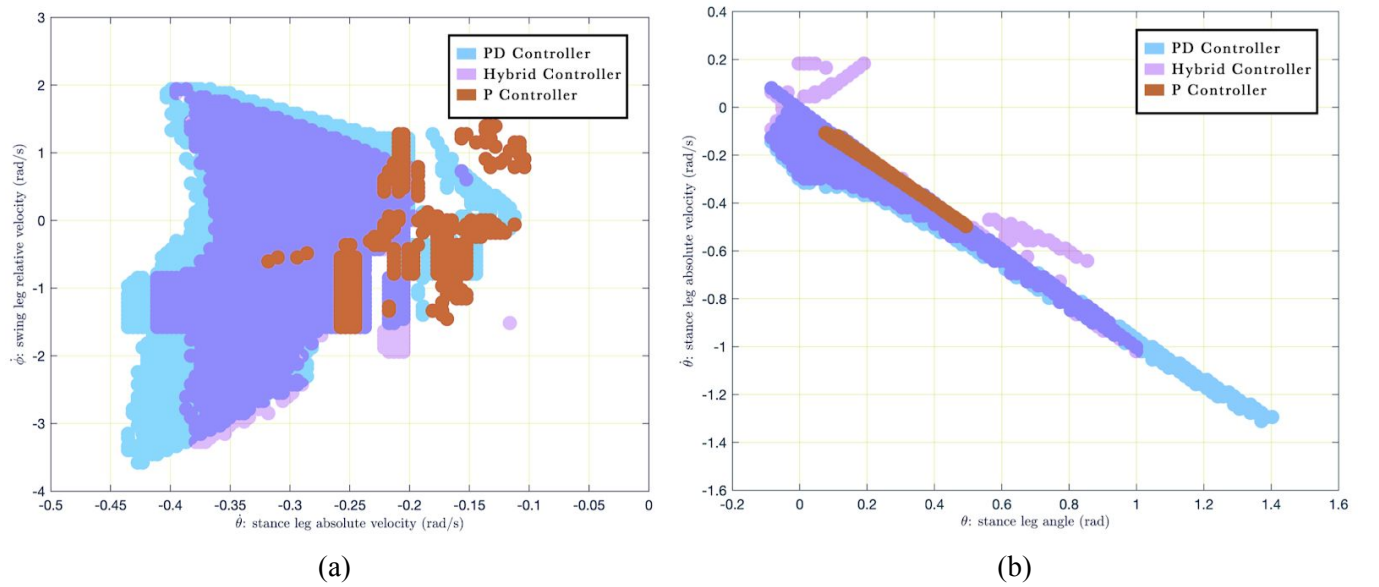 3
2
1
0
-1
-2
-3
-4
-0.5 -0.45 -0.4 -0.35 -0.3 -0.25 -0.2 -0.15 -0.1 -0.05 0
φ̇: swing leg relative velocity (rad/s)
θ̇: stance leg absolute velocity (rad/s)
PD Controller
Hybrid Controller
P Controller
(a)
0.4
0.2
0
-0.2
-0.4
-0.6
-0.8
-1
-1.2
-1.4
-1.6
-0.2 0 0.2 0.4 0.6 0.8 1 1.2 1.4 1.6
θ̇: stance leg absolute velocity (rad/s)
θ: stance leg angle (rad)
PD Controller
Hybrid Controller
P Controller
(b)